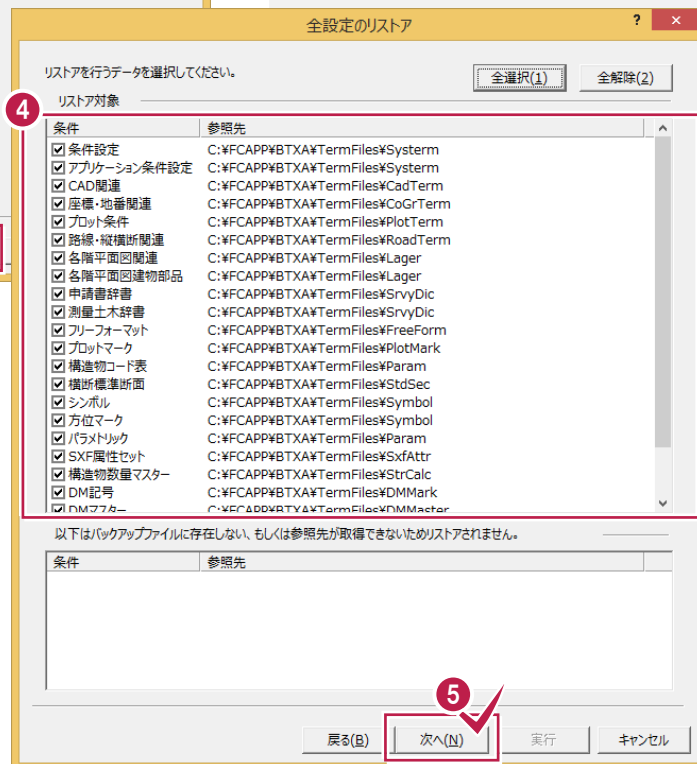 全設定のリストア ? ×
リストアを行うデータを選択してください。 全選択(1) 全解除(2)
リストア対象
4
条件 参照先
条件設定 C:¥FCAPP¥BTXA¥TermFiles¥Systerm
アプリケーション条件設定 C:¥FCAPP¥BTXA¥TermFiles¥Systerm
CAD関連 C:¥FCAPP¥BTXA¥TermFiles¥CadTerm
座標・地番関連 C:¥FCAPP¥BTXA¥TermFiles¥CoGrTerm
プロット条件 C:¥FCAPP¥BTXA¥TermFiles¥PlotTerm
路線・縦横断関連 C:¥FCAPP¥BTXA¥TermFiles¥RoadTerm
各階平面図関連 C:¥FCAPP¥BTXA¥TermFiles¥Lager
各階平面図建物部品 C:¥FCAPP¥BTXA¥TermFiles¥Lager
申請書辞書 C:¥FCAPP¥BTXA¥TermFiles¥SrvyDic
測量土木辞書 C:¥FCAPP¥BTXA¥TermFiles¥SrvyDic
フリーフォーマット C:¥FCAPP¥BTXA¥TermFiles¥FreeForm
プロットマーク C:¥FCAPP¥BTXA¥TermFiles¥PlotMark
構造物コード表 C:¥FCAPP¥BTXA¥TermFiles¥Param
横断標準断面 C:¥FCAPP¥BTXA¥TermFiles¥StdSec
シンボル C:¥FCAPP¥BTXA¥TermFiles¥Symbol
方位マーク C:¥FCAPP¥BTXA¥TermFiles¥Symbol
パラメトリック C:¥FCAPP¥BTXA¥TermFiles¥Param
SXF属性セット C:¥FCAPP¥BTXA¥TermFiles¥SxfAttr
構造物数量マスター C:¥FCAPP¥BTXA¥TermFiles¥StrCalc
DM記号 C:¥FCAPP¥BTXA¥TermFiles¥DMMark
DMマスター C:¥FCAPP¥BTXA¥TermFiles¥DMMaster
以下はバックアップファイルに存在しない、もしくは参照先が取得できないためリストアされません。
条件 参照先
5
戻る(B) 次へ(N) 実行 キャンセル